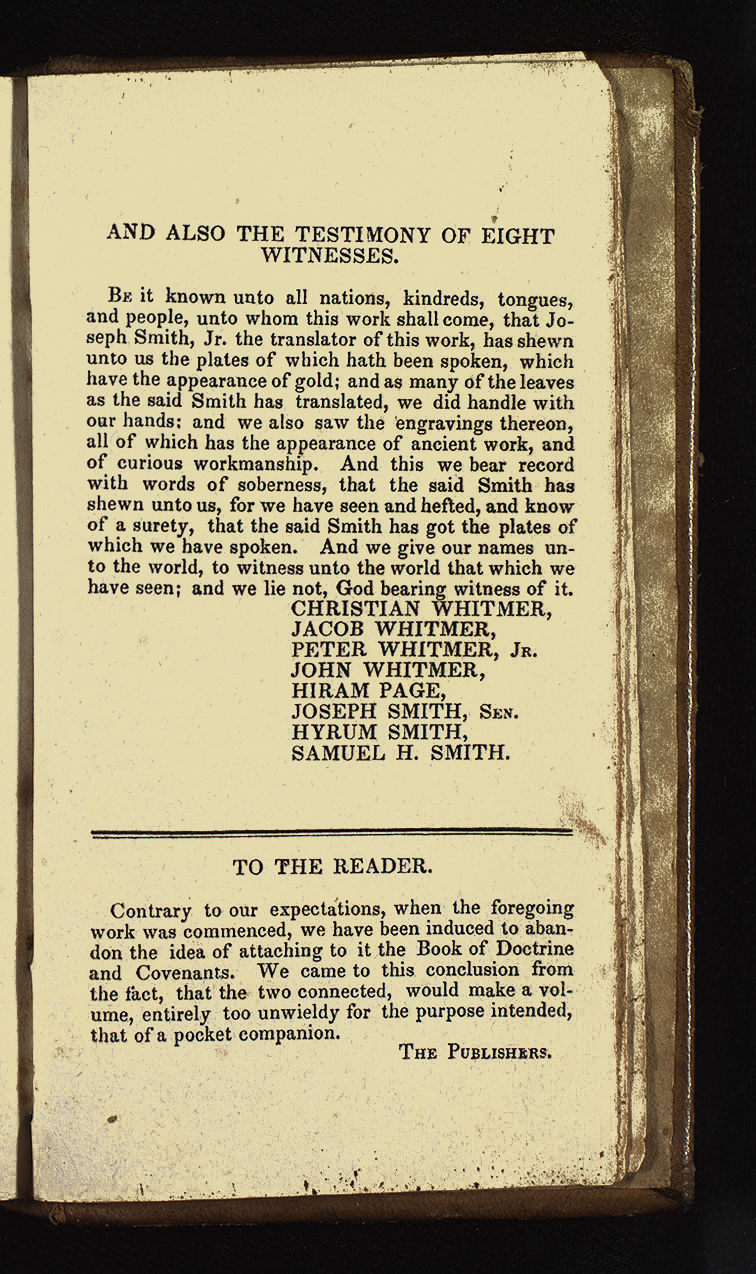 AND ALSO THE TESTIMONY OF EIGHT
WITNESSES.
BE it known unto all nations, kindreds, tongues,
and people, unto whom this work shall come, that Jo-
seph Smith, Jr. the translator of this work, has shewn
unto us the plates of which hath been spoken, which
have the appearance of gold; and as many of the leaves
as the said Smith has translated, we did handle with
our hands: and we also saw the engravings thereon,
all of which has the appearance of ancient work, and
of curious workmanship. And this we bear record
with words of soberness, that the said Smith has
shewn unto us, for we have seen and hefted, and know
of a surety, that the said Smith has got the plates of
which we have spoken. And we give our names un-
to the world, to witness unto the world that which we
have seen; and we lie not, God bearing witness of it.
CHRISTIAN WHITMER,
JACOB WHITMER,
PETER WHITMER, JR.
JOHN WHITMER,
HIRAM PAGE,
JOSEPH SMITH, SEN.
HYRUM SMITH,
SAMUEL H. SMITH.
TO THE READER.
Contrary to our expectations, when the foregoing
work was commenced, we have been induced to aban-
don the idea of attaching to it the Book of Doctrine
and Covenants. We came to this conclusion from
the fact, that the two connected, would make a vol-
ume, entirely too unwieldy for the purpose intended,
that of a pocket companion.
THE PUBLISHERS.